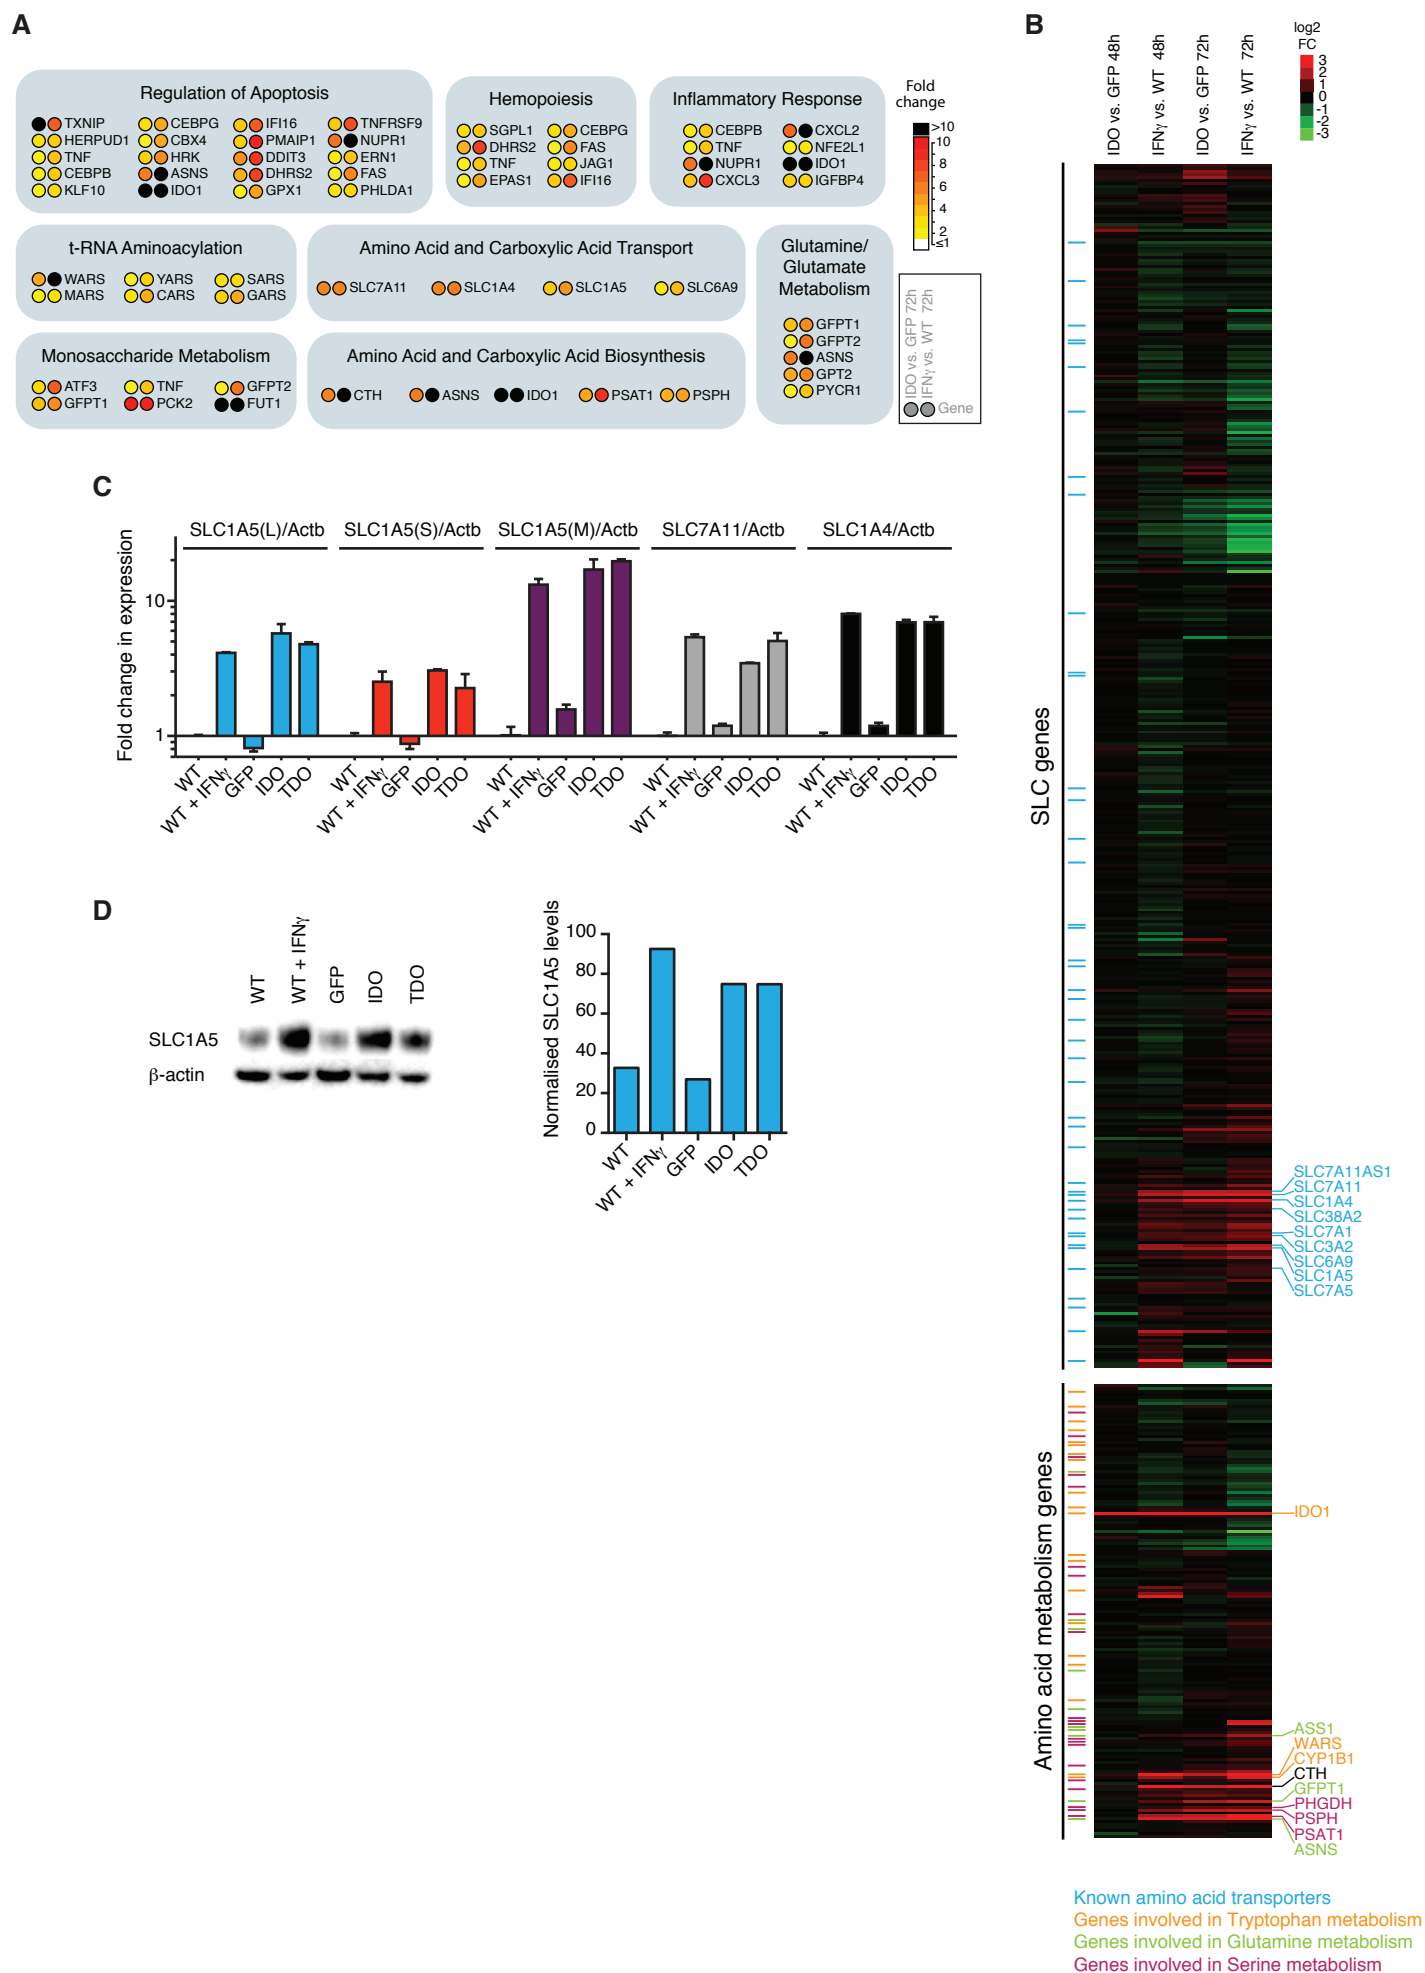 A
Regulation of Apoptosis
TXNIP CEBPG IFI16 TNFRSF9
HERPUD1 CBX4 PMAIP1 NUPR1
TNF HRK DDIT3 ERN1
CEBPB ASNS DHRS2 FAS
KLF10 IDO1 GPX1 PHLDA1
Hemopoiesis
SGPL1 CEBPG
DHRS2 FAS
TNF JAG1
EPAS1 IFI16
Inflammatory Response
CEBPB CXCL2
TNF NFE2L1
NUPR1 IDO1
CXCL3 IGFBP4
Fold
change
>10
10
8
6
4
2
≤1
t-RNA Aminoacylation
WARS YARS SARS
MARS CARS GARS
Amino Acid and Carboxylic Acid Transport
SLC7A11 SLC1A4 SLC1A5 SLC6A9
Glutamine/
Glutamate
Metabolism
GFPT1
GFPT2
ASNS
GPT2
PYCR1
IDO vs. GFP 72h
IFNγ vs. WT 72h
Gene
Monosaccharide Metabolism
ATF3 TNF GFPT2
GFPT1 PCK2 FUT1
Amino Acid and Carboxylic Acid Biosynthesis
CTH ASNS IDO1 PSAT1 PSPH
B
IDO vs. GFP 48h
IFNγ vs. WT 48h
IDO vs. GFP 72h
IFNγ vs. WT 72h
log2
FC
3
2
1
0
-1
-2
-3
SLC genes
SLC7A11AS1
SLC7A11
SLC1A4
SLC38A2
SLC7A1
SLC3A2
SLC6A9
SLC1A5
SLC7A5
Amino acid metabolism genes
IDO1
ASS1
WARS
CYP1B1
CTH
GFPT1
PHGDH
PSPH
PSAT1
ASNS
Known amino acid transporters
Genes involved in Tryptophan metabolism
Genes involved in Glutamine metabolism
Genes involved in Serine metabolism
C
SLC1A5(L)/Actb SLC1A5(S)/Actb SLC1A5(M)/Actb SLC7A11/Actb SLC1A4/Actb
Fold change in expression
10
1
WT WT + IFNγ GFP IDO TDO WT WT + IFNγ GFP IDO TDO WT WT + IFNγ GFP IDO TDO WT WT + IFNγ GFP IDO TDO WT WT + IFNγ GFP IDO TDO
D
WT WT + IFNγ GFP IDO TDO
SLC1A5
β-actin
Normalised SLC1A5 levels
100
80
60
40
20
0
WT WT + IFNγ GFP IDO TDO